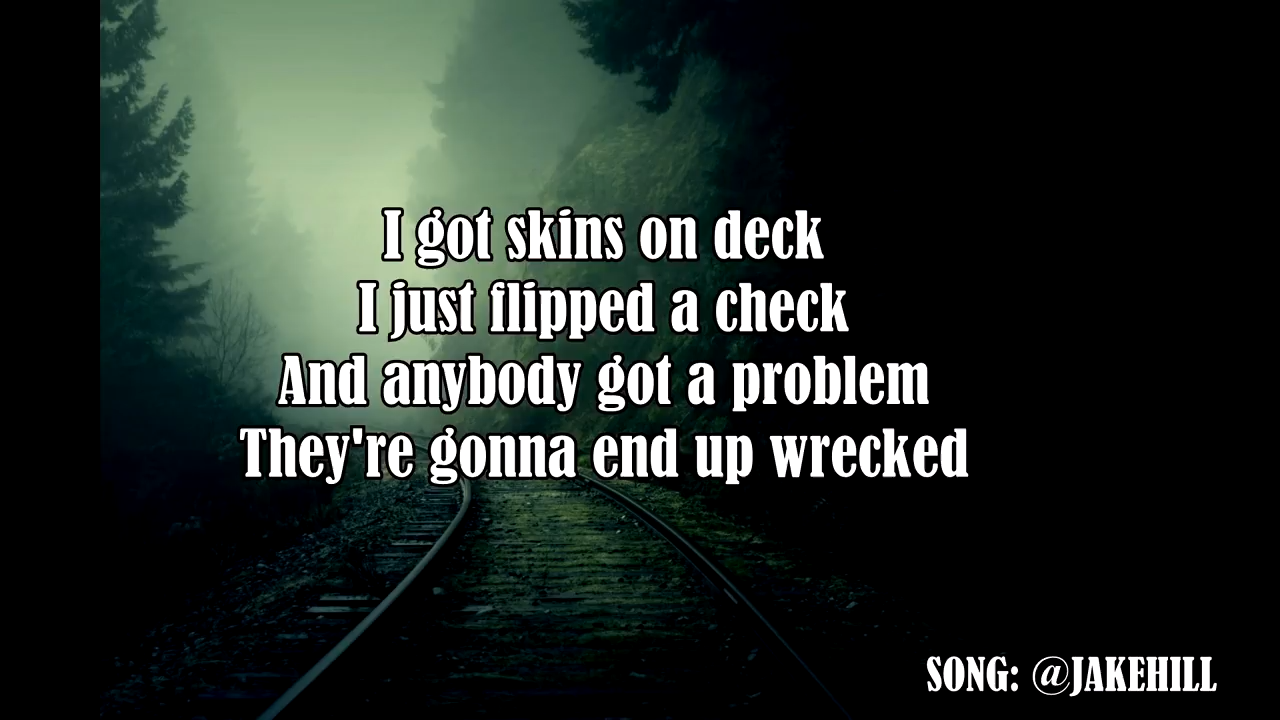 I got skins on deck
I just flipped a check
And anybody got a problem
They're gonna end up wrecked
SONG: @JAKEHILL